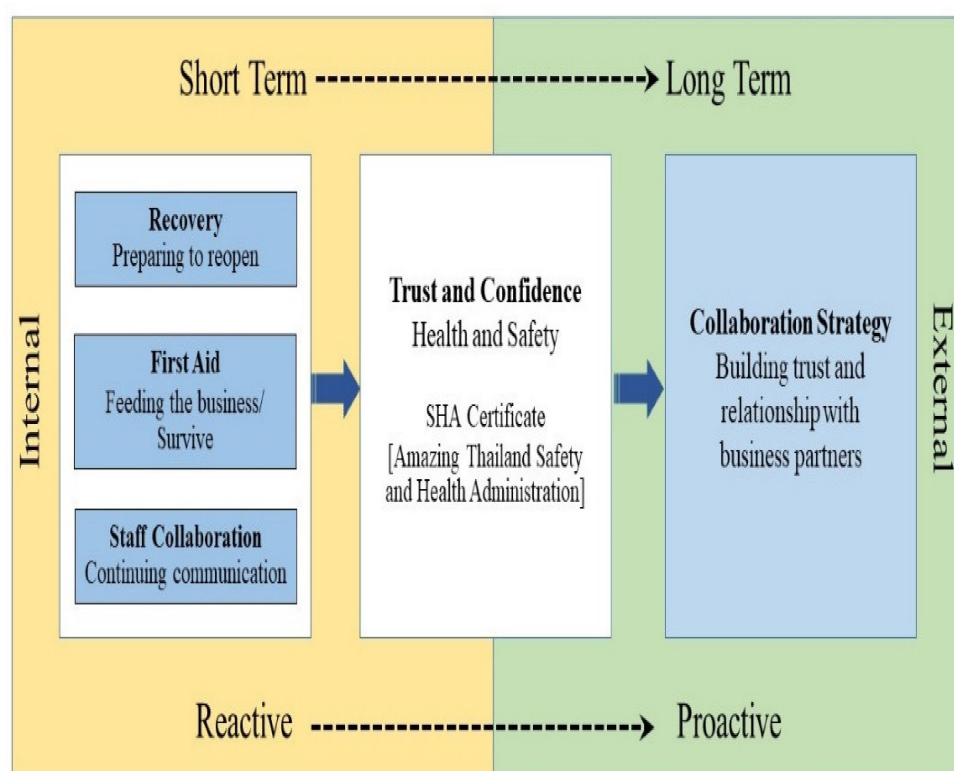 Short Term
Long Term
Internal
Recovery
Preparing to reopen
First Aid
Feeding the business/
Survive
Staff Collaboration
Continuing communication
Trust and Confidence
Health and Safety
SHA Certificate
[Amazing Thailand Safety
and Health Administration]
Collaboration Strategy
Building trust and
relationship with
business partners
External
Reactive
Proactive